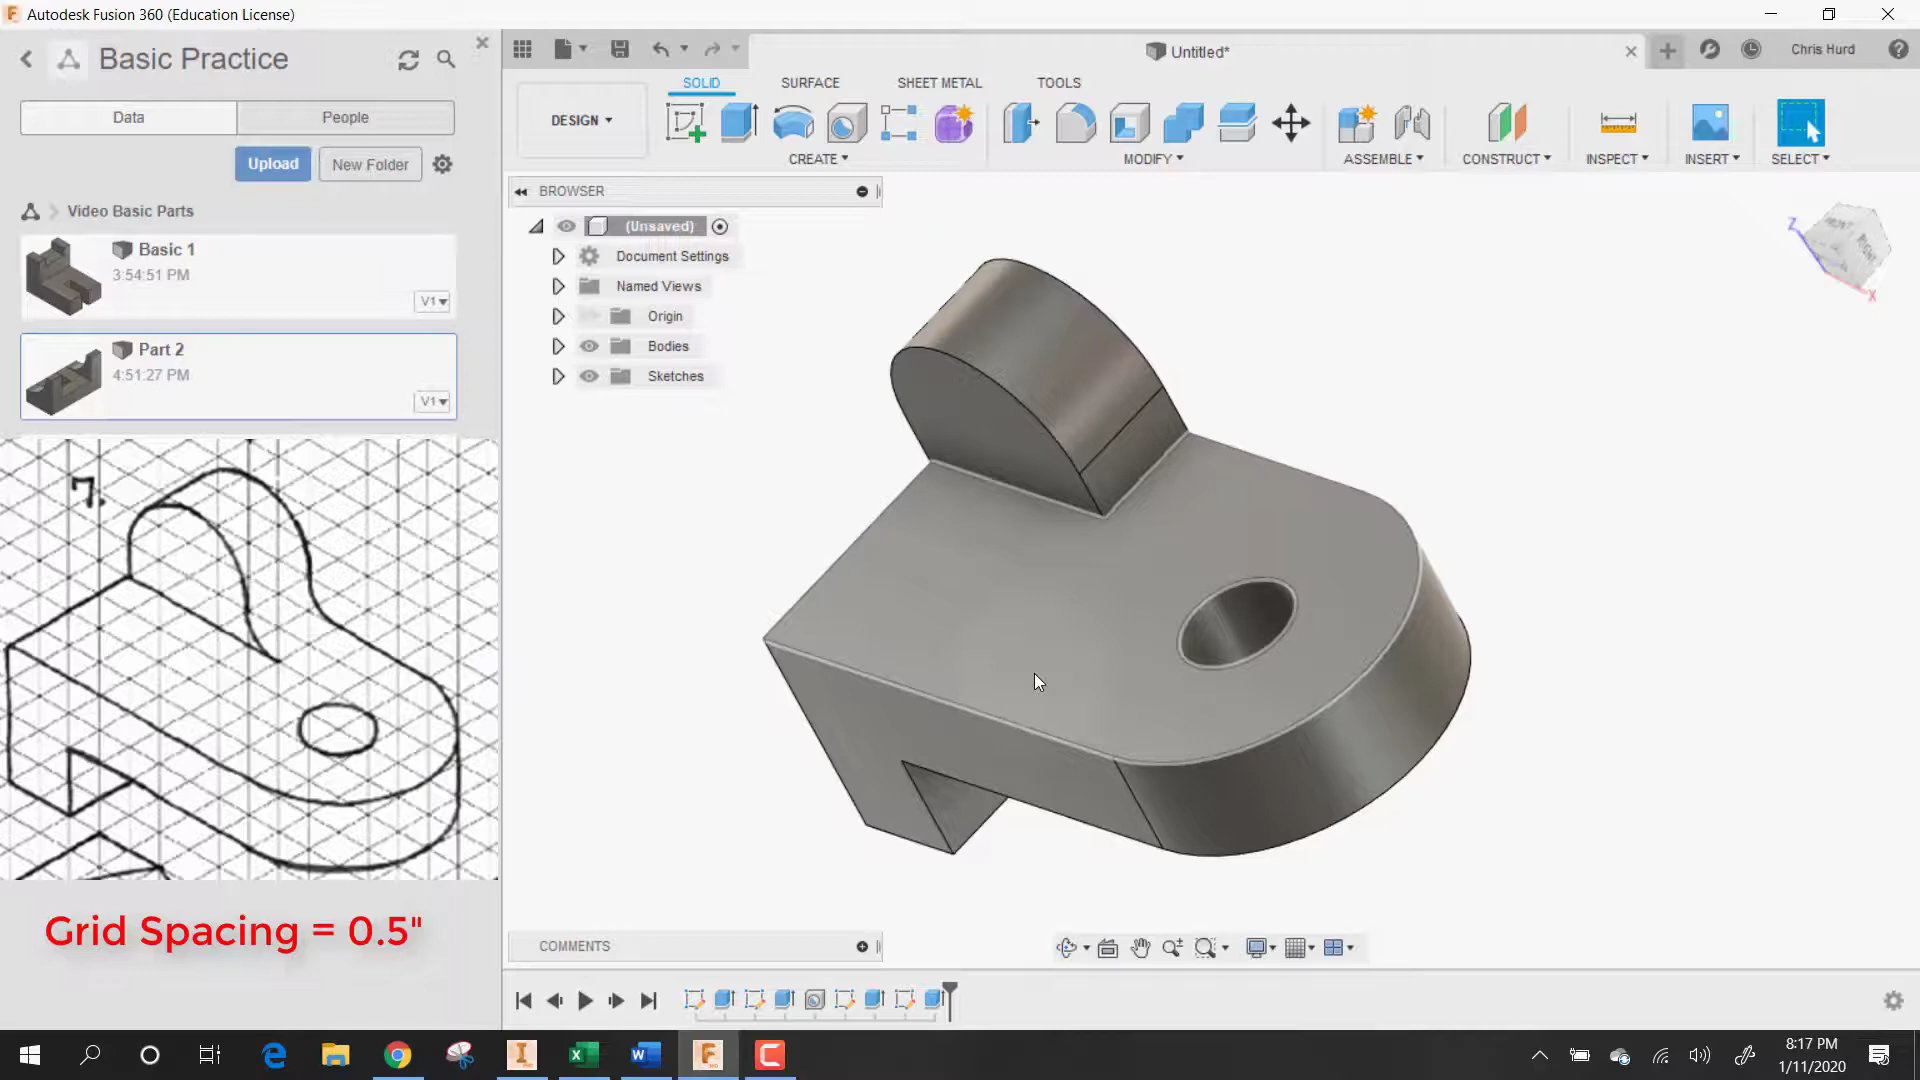 Autodesk Fusion 360 (Education License)
Basic Practice
Data
People
Upload
New Folder
Video Basic Parts
Basic 1
3:54:51 PM
V1
Part 2
4:51:27 PM
V1
7.
Grid Spacing = 0.5"
Untitled*
Chris Hurd
DESIGN
SOLID
SURFACE
SHEET METAL
TOOLS
CREATE
MODIFY
ASSEMBLE
CONSTRUCT
INSPECT
INSERT
SELECT
BROWSER
(Unsaved)
Document Settings
Named Views
Origin
Bodies
Sketches
Z
FRONT
RIGHT
X
COMMENTS
8:17 PM
1/11/2020